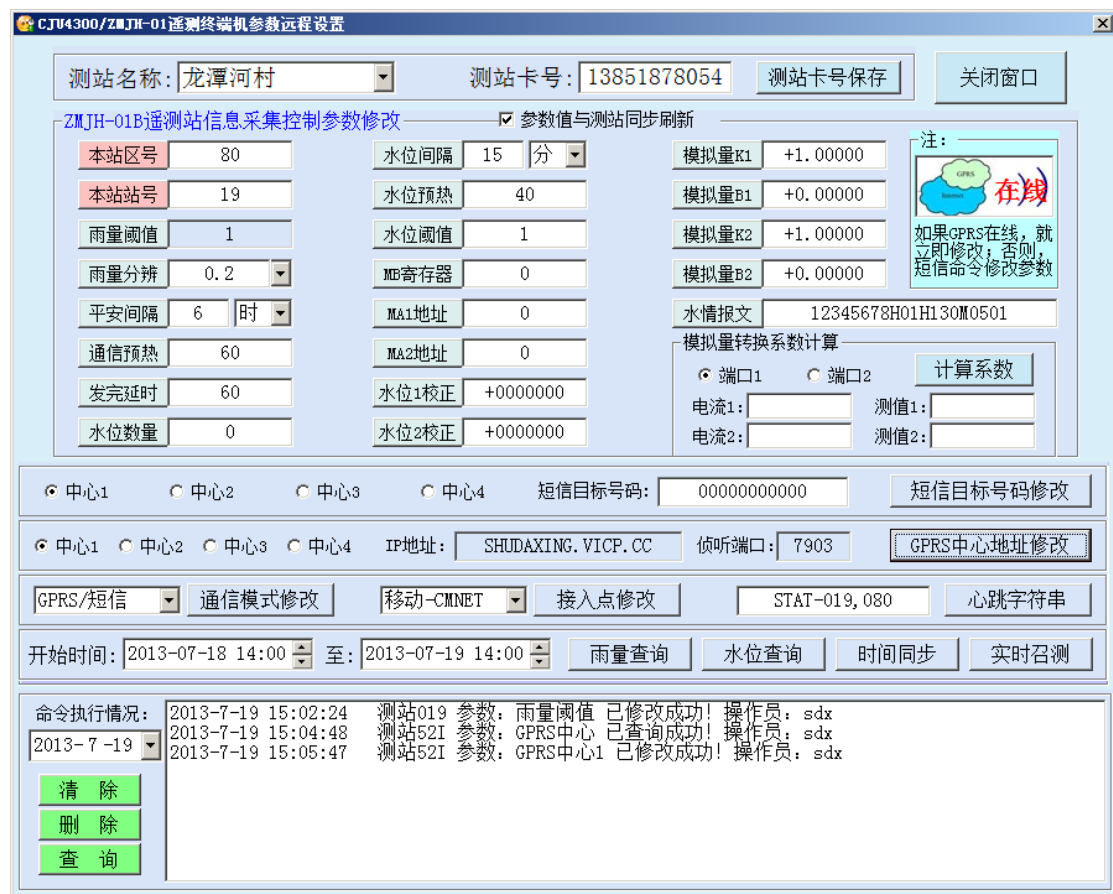 CJU4300/ZMJH-01遥测终端机参数远程设置
测站名称: 龙潭河村 测站卡号: 13851878054 测站卡号保存 关闭窗口
ZMJH-01B遥测站信息采集控制参数修改 参数值与测站同步刷新
本站区号 80 水位间隔 15 分 模拟量K1 +1.00000
本站站号 19 水位预热 40 模拟量B1 +0.00000
雨量阈值 1 水位阈值 1 模拟量K2 +1.00000
雨量分辨 0.2 MB寄存器 0 模拟量B2 +0.00000
平安间隔 6 时 MA1地址 0 水情报文 12345678H01H130M0501
通信预热 60 MA2地址 0
发完延时 60 水位1校正 +0000000
水位数量 0 水位2校正 +0000000
注:
GPRS
Internet
在线
如果GPRS在线，就
立即修改；否则，
短信命令修改参数
模拟量转换系数计算
端口1 端口2 计算系数
电流1: 测值1:
电流2: 测值2:
中心1 中心2 中心3 中心4 短信目标号码: 00000000000 短信目标号码修改
中心1 中心2 中心3 中心4 IP地址: SHUDAXING.VICP.CC 侦听端口: 7903 GPRS中心地址修改
GPRS/短信 通信模式修改 移动-CMNET 接入点修改 STAT-019,080 心跳字符串
开始时间: 2013-07-18 14:00 至: 2013-07-19 14:00 雨量查询 水位查询 时间同步 实时召测
命令执行情况:
2013- 7 -19
清 除
删 除
查 询
2013-7-19 15:02:24 测站019 参数: 雨量阈值 已修改成功! 操作员: sdx
2013-7-19 15:04:48 测站52I 参数: GPRS中心 已查询成功! 操作员: sdx
2013-7-19 15:05:47 测站52I 参数: GPRS中心1 已修改成功! 操作员: sdx